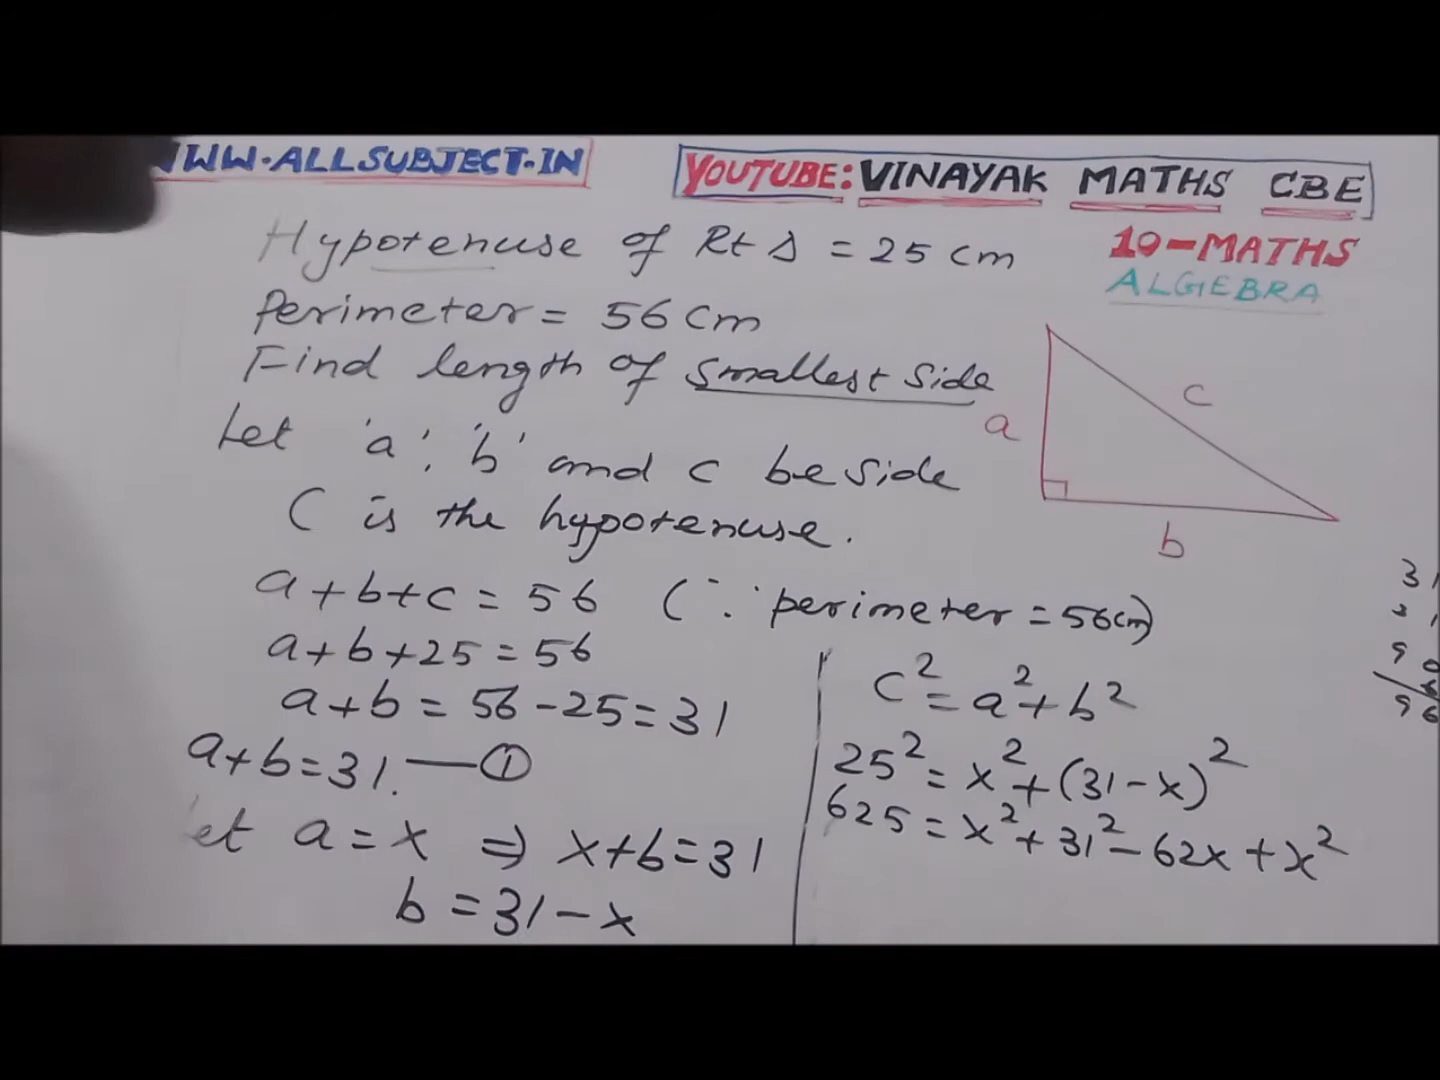 WWW.ALLSUBJECT.IN
YOUTUBE: VINAYAK MATHS CBE
10-MATHS
ALGEBRA
Hypotenuse of Rt Δ = 25 cm
Perimeter = 56 cm
Find length of smallest side
Let 'a', 'b' and c be side
C is the hypotenuse.
a
c
b
a+b+c = 56 (∵ perimeter = 56cm)
a+b+25 = 56
a+b = 56-25 = 31
a+b = 31. — ①
et a = x ⇒ x+b = 31
b = 31-x
c² = a²+b²
25² = x²+(31-x)²
625 = x²+31²-62x+x²
31